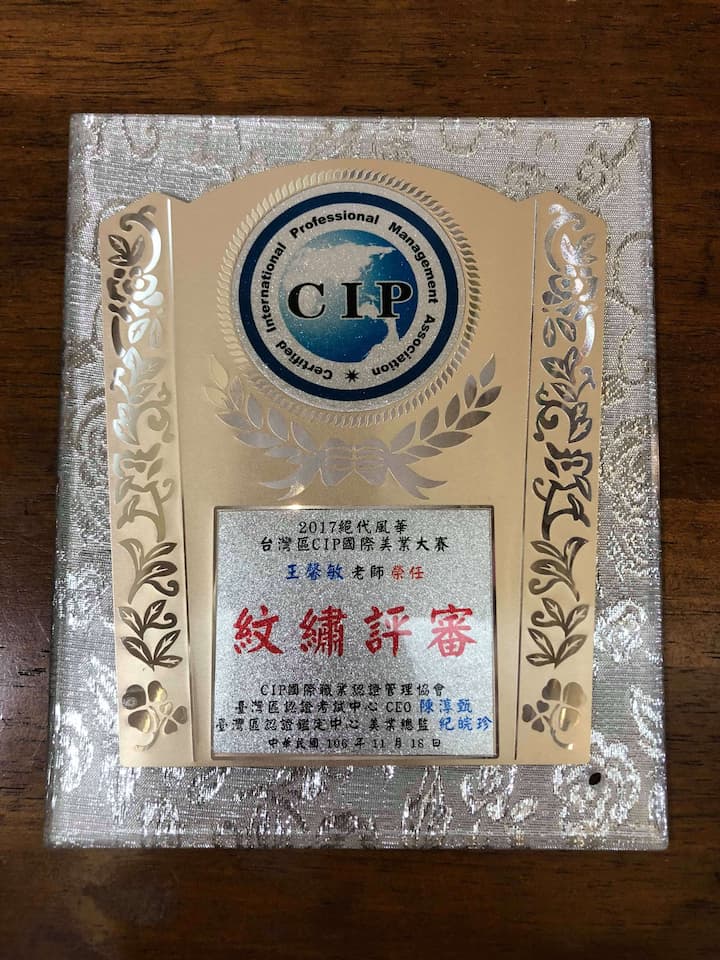 Certified International Professional Management Association
CIP
2017絕代風華
台灣區CIP國際美業大賽
王馨敏 老師 榮任
紋繡評審
CIP國際職業認證管理協會
臺灣區認證考試中心 CEO 陳淳甄
臺灣區認證鑑定中心 美業總監 紀皖珍
中華民國 106 年 11 月 18 日